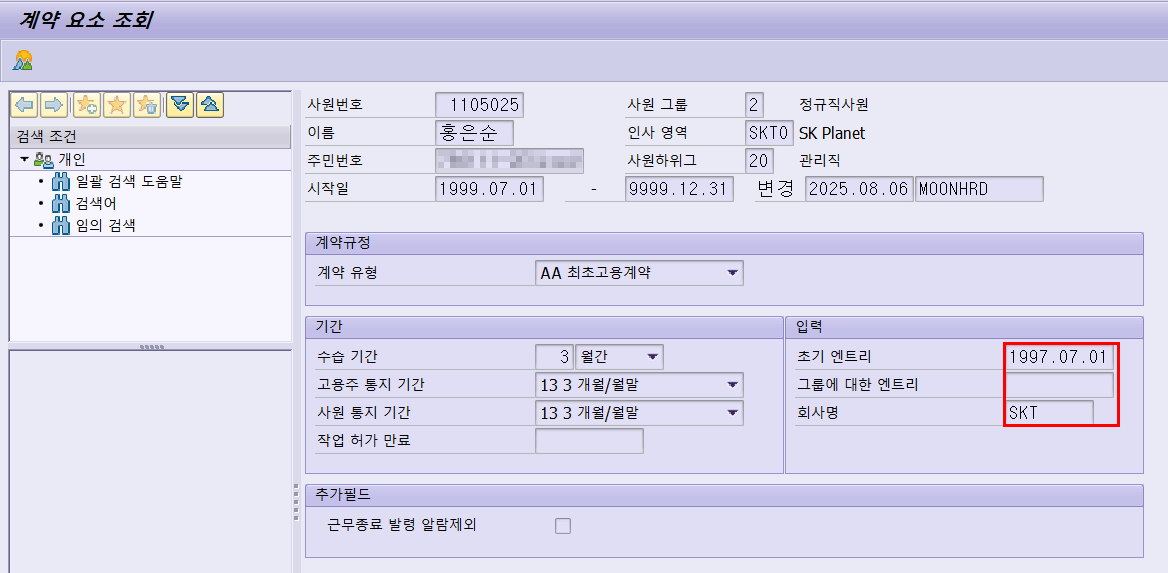 계약 요소 조회
사원번호 1105025 사원 그룹 2 정규직사원
이름 홍은순 인사 영역 SKT0 SK Planet
주민번호 사원하위그 20 관리직
시작일 1999.07.01 - 9999.12.31 변경 2025.08.06 MOONHRD
검색 조건
개인
일괄 검색 도움말
검색어
임의 검색
계약규정
계약 유형 AA 최초고용계약
기간
수습 기간 3 월간
고용주 통지 기간 13 3 개월/월말
사원 통지 기간 13 3 개월/월말
작업 허가 만료
입력
초기 엔트리 1997.07.01
그룹에 대한 엔트리
회사명 SKT
추가필드
근무종료 발령 알람제외